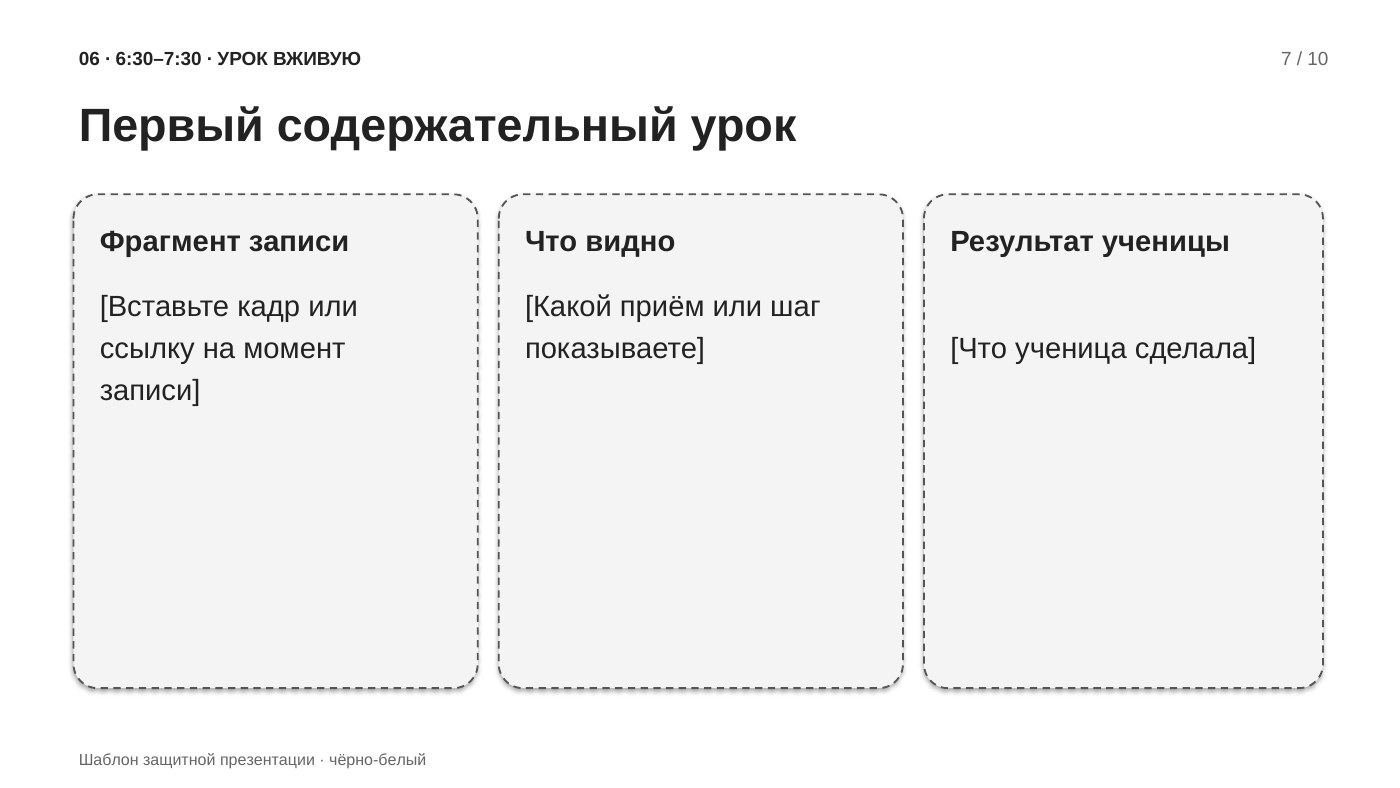 06 · 6:30–7:30 · УРОК ВЖИВУЮ
7 / 10
Первый содержательный урок
Фрагмент записи
[Вставьте кадр или
ссылку на момент
записи]
Что видно
[Какой приём или шаг
показываете]
Результат ученицы
[Что ученица сделала]
Шаблон защитной презентации · чёрно-белый